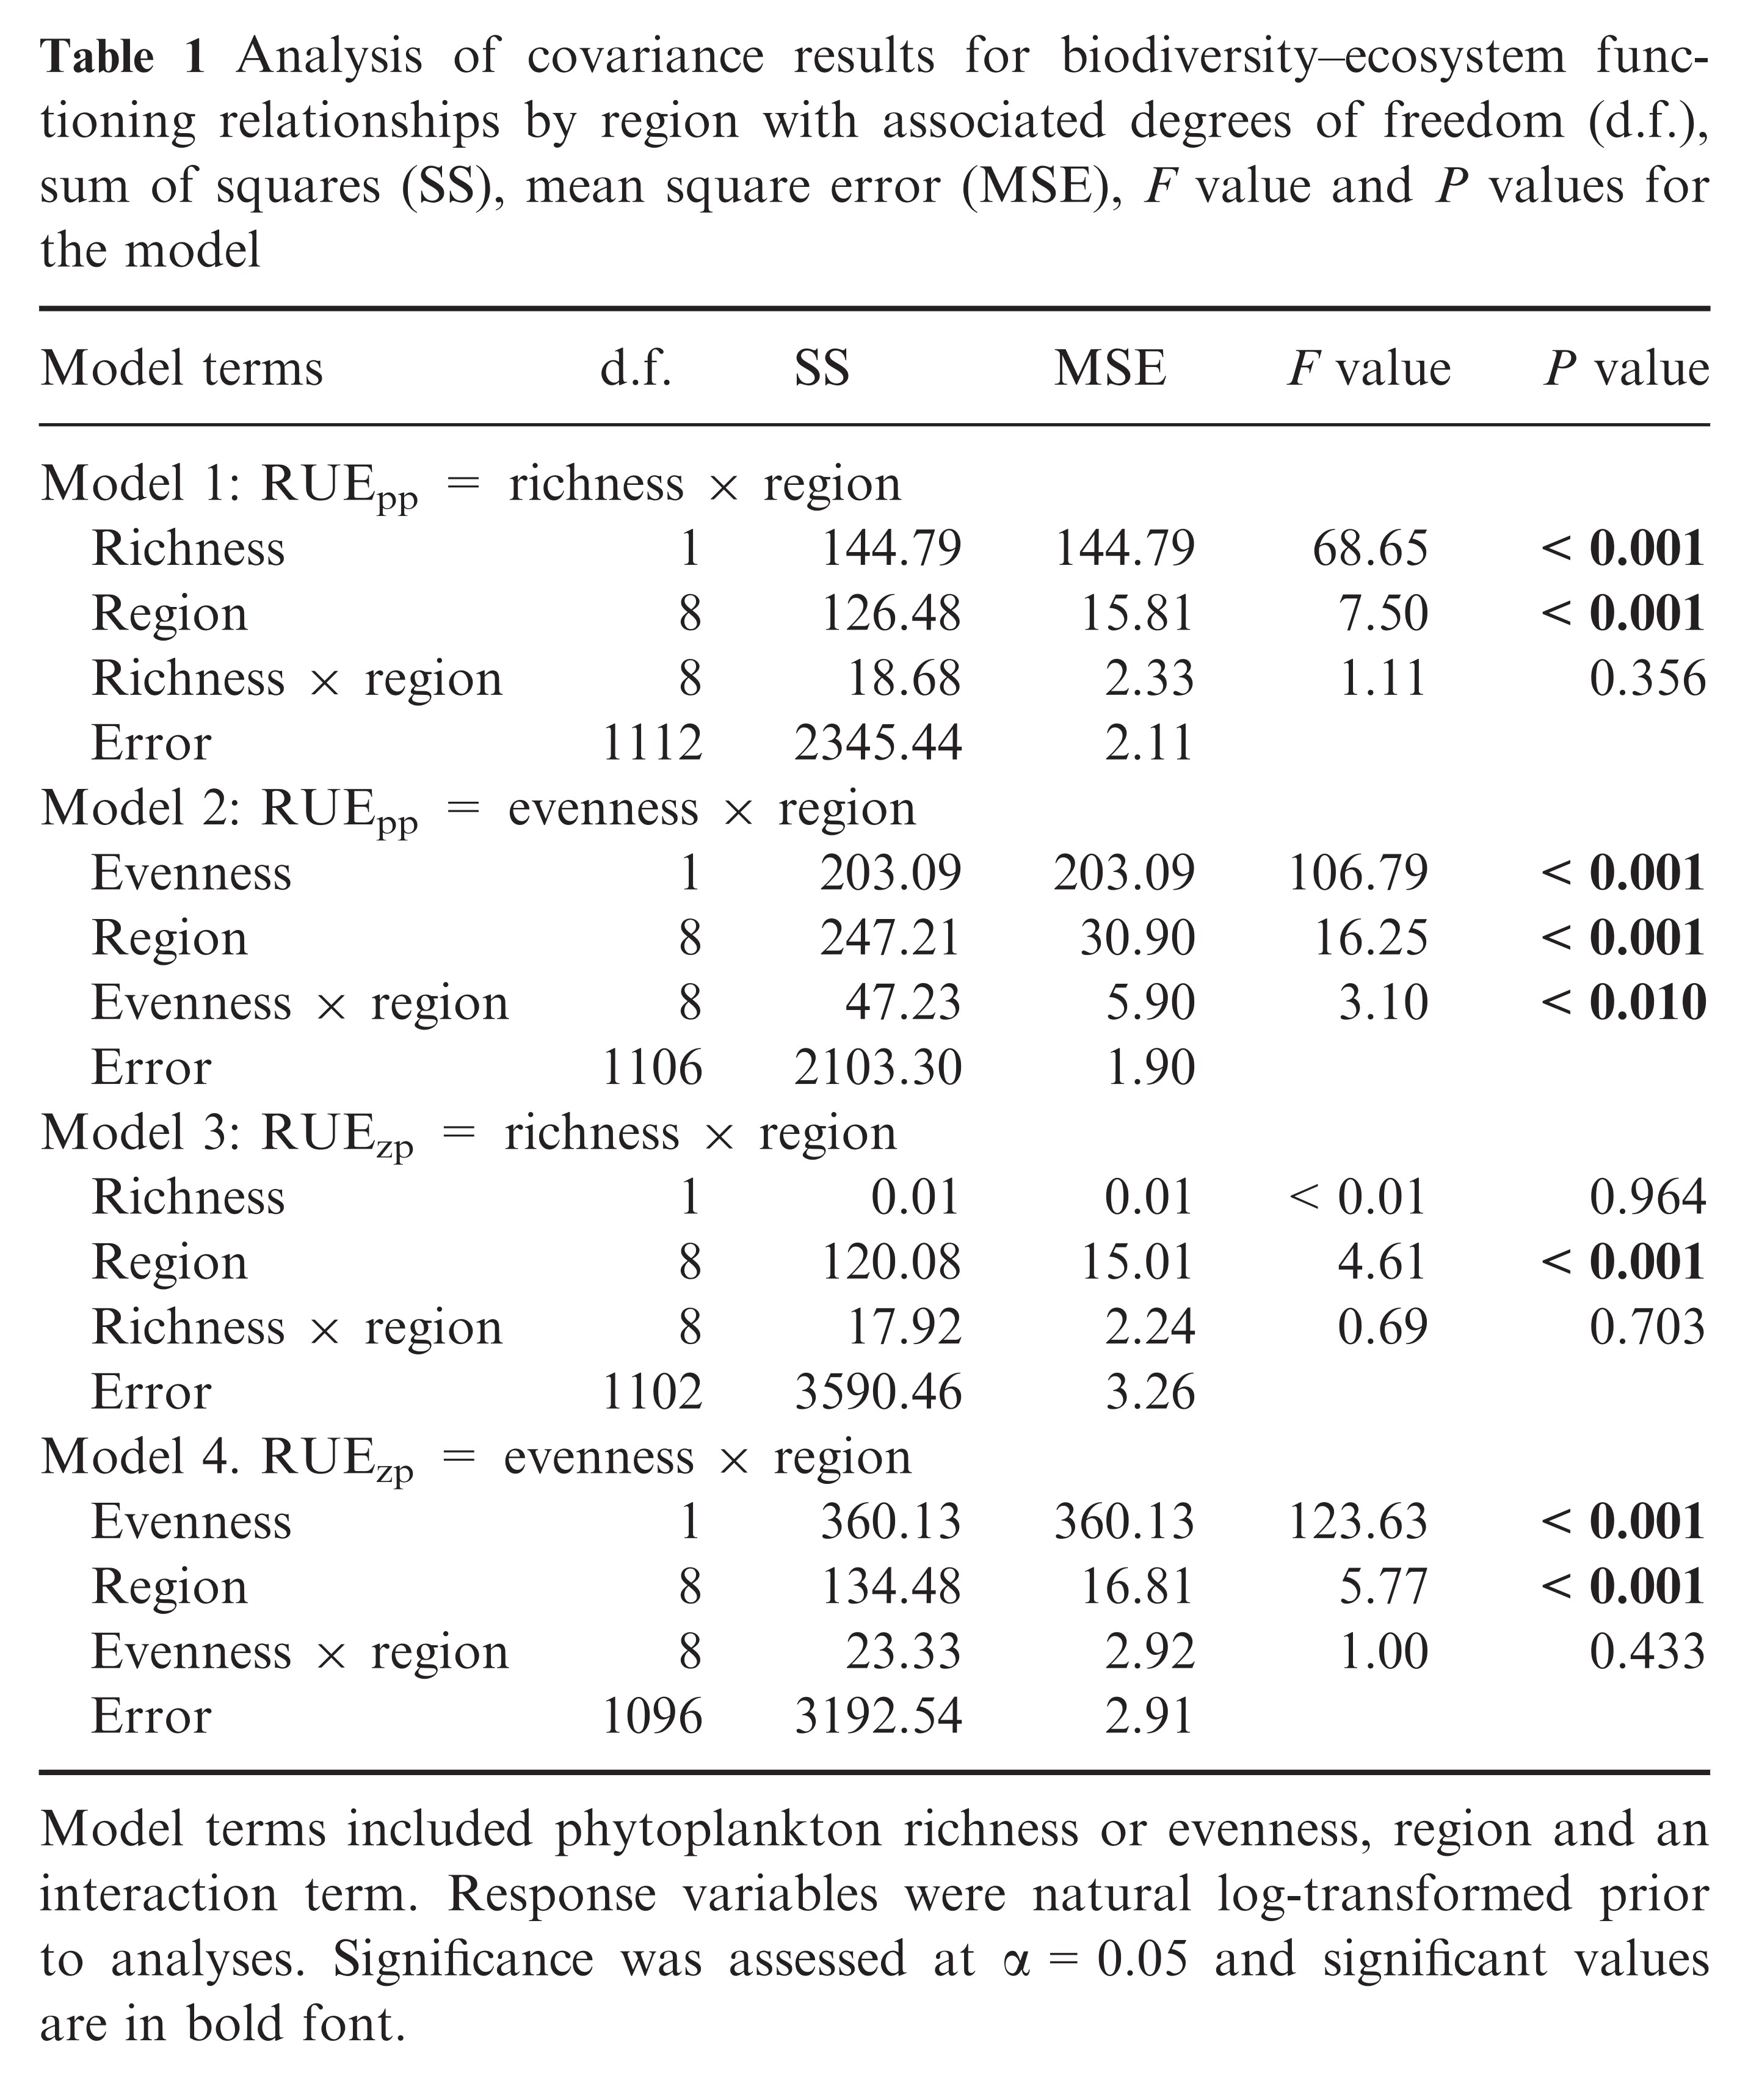 Table 1 Analysis of covariance results for biodiversity–ecosystem func-
tioning relationships by region with associated degrees of freedom (d.f.),
sum of squares (SS), mean square error (MSE), F value and P values for
the model
Model terms d.f. SS MSE F value P value
Model 1: RUEpp = richness × region
Richness 1 144.79 144.79 68.65 < 0.001
Region 8 126.48 15.81 7.50 < 0.001
Richness × region 8 18.68 2.33 1.11 0.356
Error 1112 2345.44 2.11
Model 2: RUEpp = evenness × region
Evenness 1 203.09 203.09 106.79 < 0.001
Region 8 247.21 30.90 16.25 < 0.001
Evenness × region 8 47.23 5.90 3.10 < 0.010
Error 1106 2103.30 1.90
Model 3: RUEzp = richness × region
Richness 1 0.01 0.01 < 0.01 0.964
Region 8 120.08 15.01 4.61 < 0.001
Richness × region 8 17.92 2.24 0.69 0.703
Error 1102 3590.46 3.26
Model 4. RUEzp = evenness × region
Evenness 1 360.13 360.13 123.63 < 0.001
Region 8 134.48 16.81 5.77 < 0.001
Evenness × region 8 23.33 2.92 1.00 0.433
Error 1096 3192.54 2.91
Model terms included phytoplankton richness or evenness, region and an
interaction term. Response variables were natural log-transformed prior
to analyses. Significance was assessed at α = 0.05 and significant values
are in bold font.